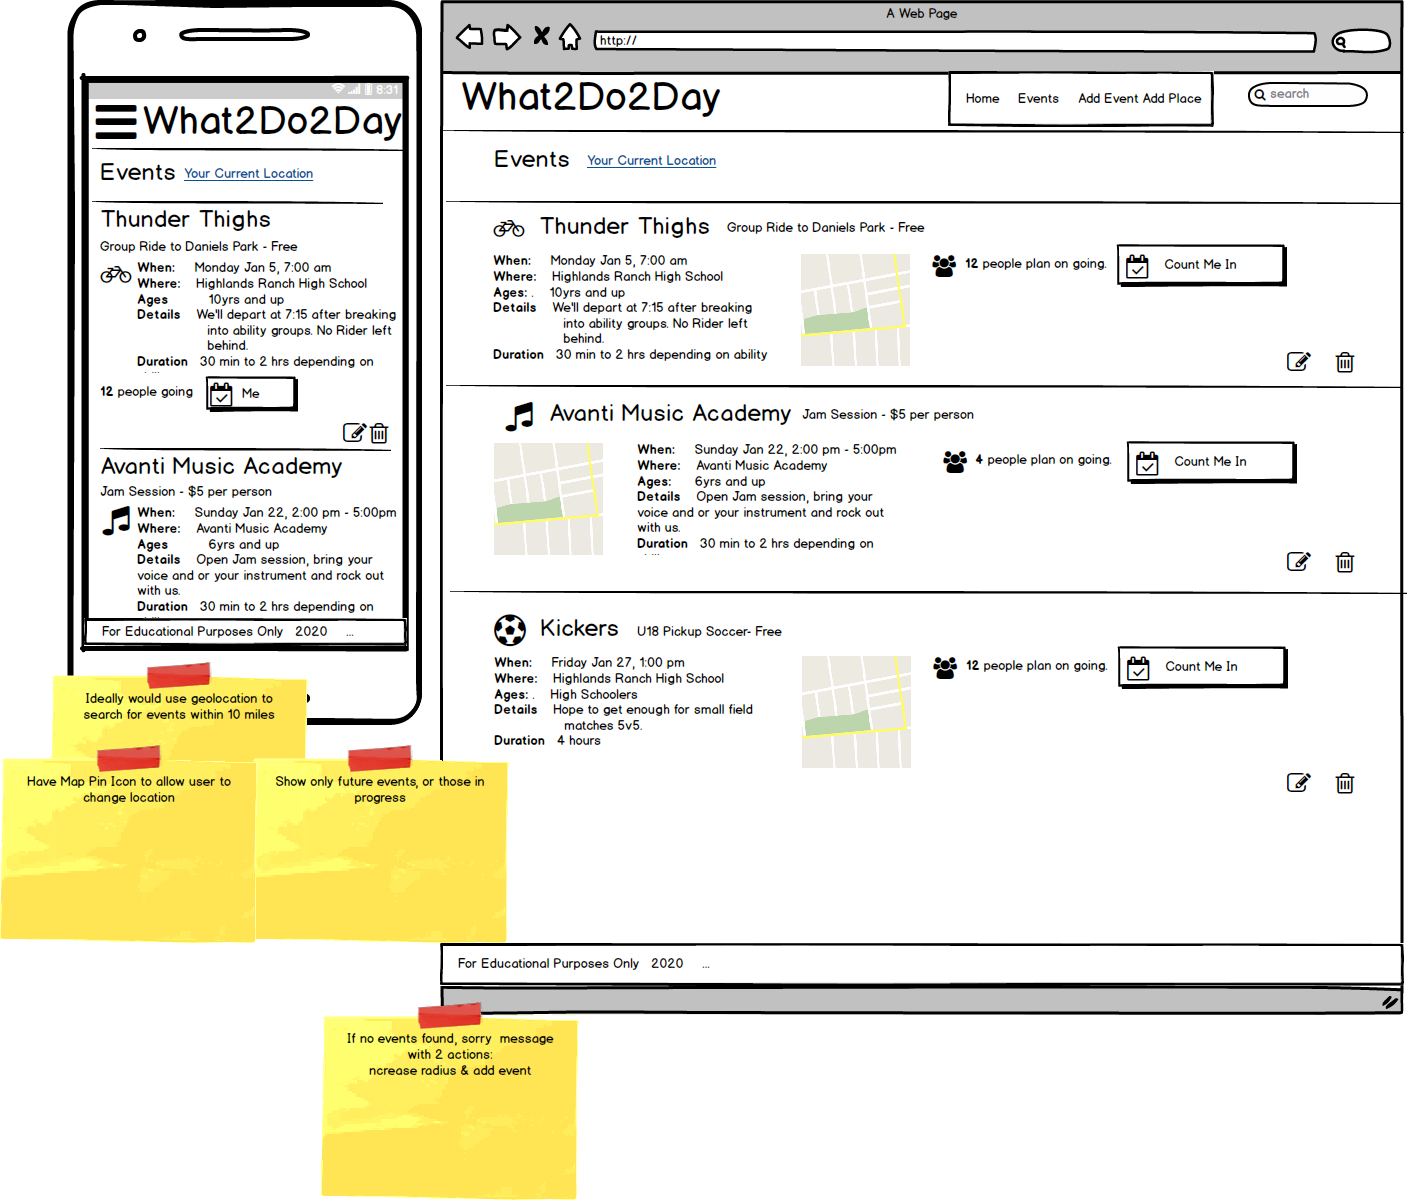 8:31
What2Do2Day
Events Your Current Location
Thunder Thighs
Group Ride to Daniels Park - Free
When: Monday Jan 5, 7:00 am
Where: Highlands Ranch High School
Ages 10yrs and up
Details We'll depart at 7:15 after breaking
into ability groups. No Rider left
behind.
Duration 30 min to 2 hrs depending on
12 people going Me
Avanti Music Academy
Jam Session - $5 per person
When: Sunday Jan 22, 2:00 pm - 5:00pm
Where: Avanti Music Academy
Ages 6yrs and up
Details Open Jam session, bring your
voice and or your instrument and rock out
with us.
Duration 30 min to 2 hrs depending on
For Educational Purposes Only 2020 ...
Ideally would use geolocation to
search for events within 10 miles
Have Map Pin Icon to allow user to
change location
Show only future events, or those in
progress
A Web Page
http://
What2Do2Day
Home Events Add Event Add Place
search
Events Your Current Location
Thunder Thighs Group Ride to Daniels Park - Free
When: Monday Jan 5, 7:00 am
Where: Highlands Ranch High School
Ages: . 10yrs and up
Details We'll depart at 7:15 after breaking
into ability groups. No Rider left
behind.
Duration 30 min to 2 hrs depending on ability
12 people plan on going. Count Me In
Avanti Music Academy Jam Session - $5 per person
When: Sunday Jan 22, 2:00 pm - 5:00pm
Where: Avanti Music Academy
Ages: 6yrs and up
Details Open Jam session, bring your
voice and or your instrument and rock out
with us.
Duration 30 min to 2 hrs depending on
4 people plan on going. Count Me In
Kickers U18 Pickup Soccer- Free
When: Friday Jan 27, 1:00 pm
Where: Highlands Ranch High School
Ages: . High Schoolers
Details Hope to get enough for small field
matches 5v5.
Duration 4 hours
12 people plan on going. Count Me In
For Educational Purposes Only 2020 ...
If no events found, sorry message
with 2 actions:
ncrease radius & add event